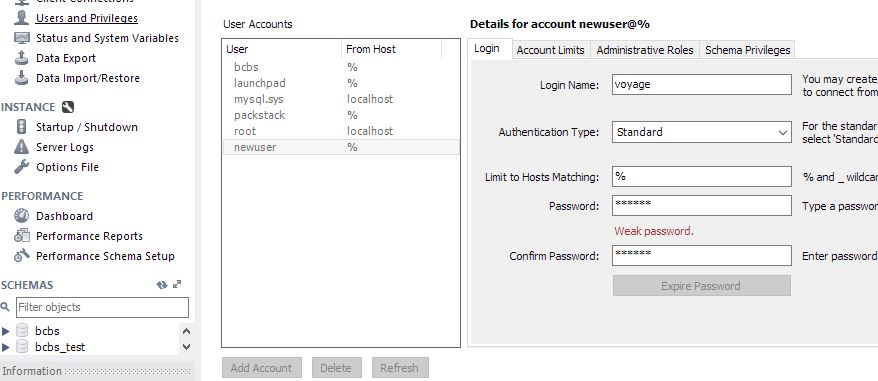 Client Connections
Users and Privileges
Status and System Variables
Data Export
Data Import/Restore
INSTANCE
Startup / Shutdown
Server Logs
Options File
PERFORMANCE
Dashboard
Performance Reports
Performance Schema Setup
SCHEMAS
Filter objects
bcbs
bcbs_test
Information
User Accounts
User From Host
bcbs %
launchpad %
mysql.sys localhost
packstack %
root localhost
newuser %
Add Account Delete Refresh
Details for account newuser@%
Login Account Limits Administrative Roles Schema Privileges
Login Name: voyage You may create
to connect from
Authentication Type: Standard For the standar
select 'Standard
Limit to Hosts Matching: % % and _ wildcar
Password: ****** Type a passwor
Weak password.
Confirm Password: ****** Enter password
Expire Password